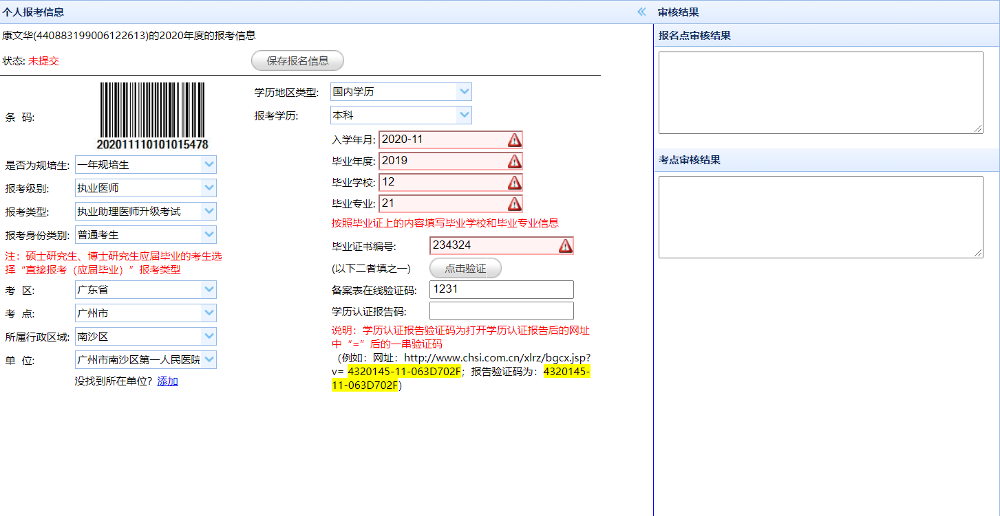 个人报考信息
康文华(440883199006122613)的2020年度的报考信息
状态: 未提交
保存报名信息
条 码:
202011110101015478
是否为规培生: 一年规培生
报考级别: 执业医师
报考类型: 执业助理医师升级考试
报考身份类别: 普通考生
注：硕士研究生、博士研究生应届毕业的考生选
择“直接报考（应届毕业）”报考类型
考 区: 广东省
考 点: 广州市
所属行政区域: 南沙区
单 位: 广州市南沙区第一人民医院
没找到所在单位？添加
学历地区类型: 国内学历
报考学历: 本科
入学年月: 2020-11
毕业年度: 2019
毕业学校: 12
毕业专业: 21
按照毕业证上的内容填写毕业学校和毕业专业信息
毕业证书编号: 234324
(以下二者填之一) 点击验证
备案表在线验证码: 1231
学历认证报告码:
说明：学历认证报告验证码为打开学历认证报告后的网址
中“=”后的一串验证码
（例如：网址：http://www.chsi.com.cn/xlrz/bgcx.jsp?
v= 4320145-11-063D702F；报告验证码为：4320145-
11-063D702F）
审核结果
报名点审核结果
考点审核结果